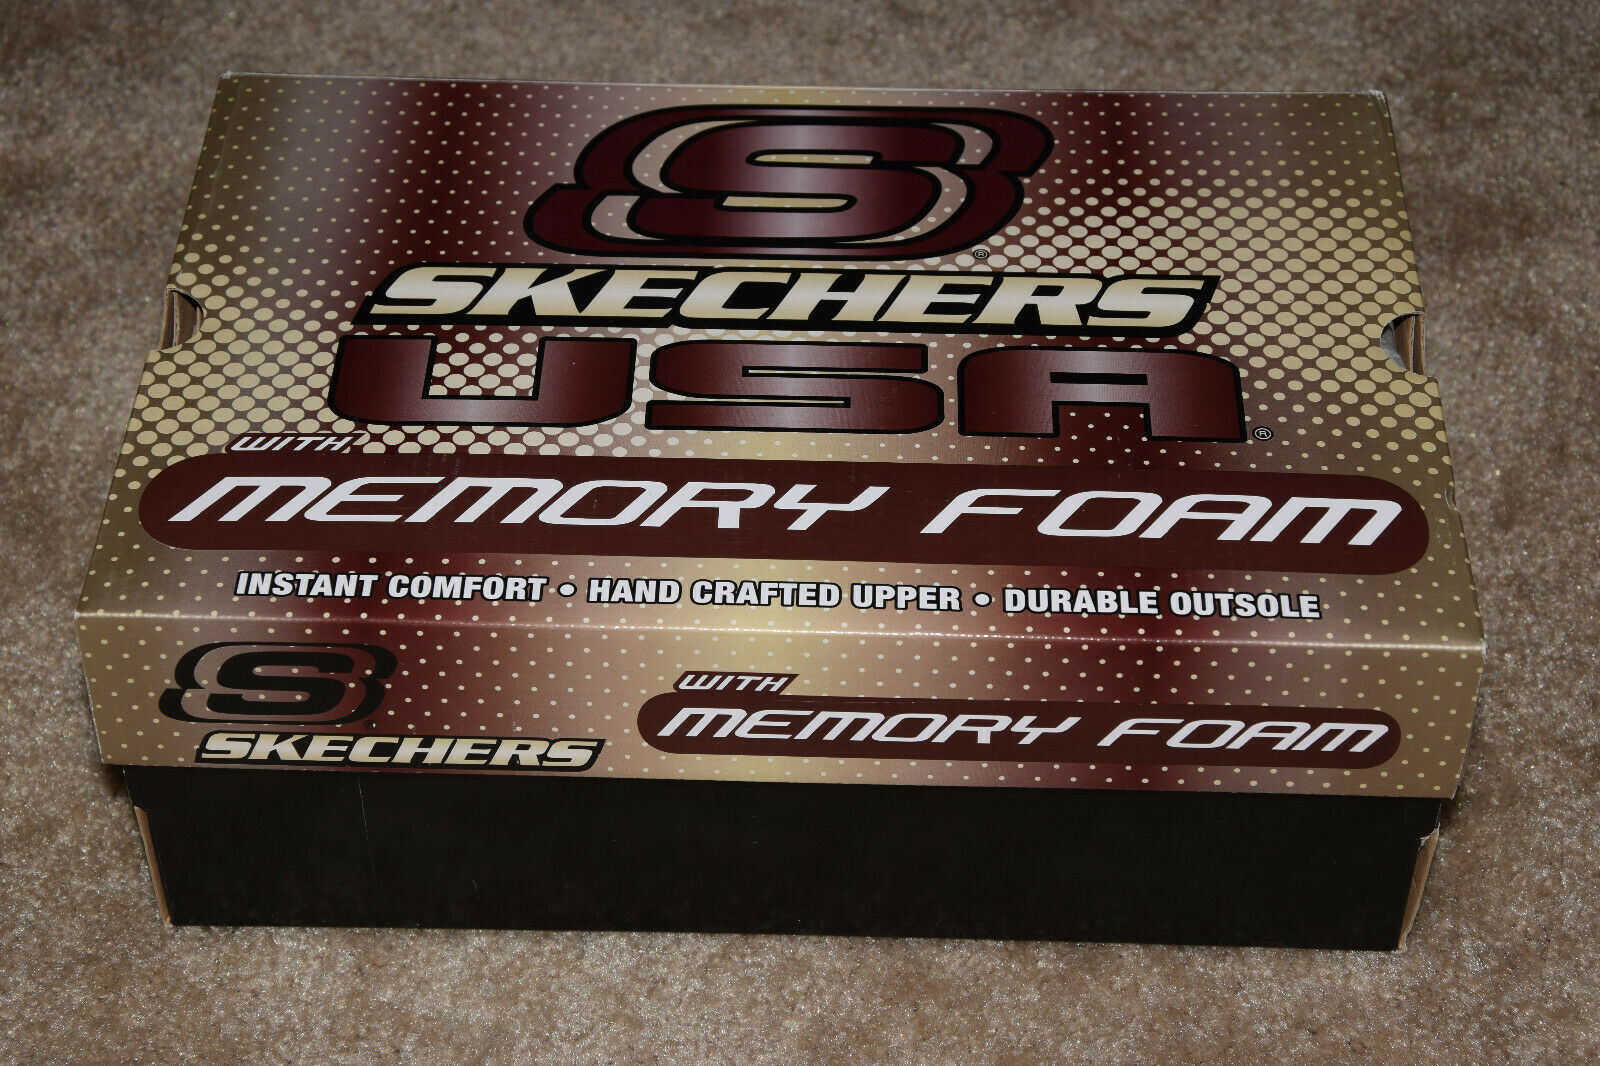 S®
SKECHERS
USA®
WITH
MEMORY FOAM
INSTANT COMFORT • HAND CRAFTED UPPER • DURABLE OUTSOLE
S
SKECHERS
WITH
MEMORY FOAM